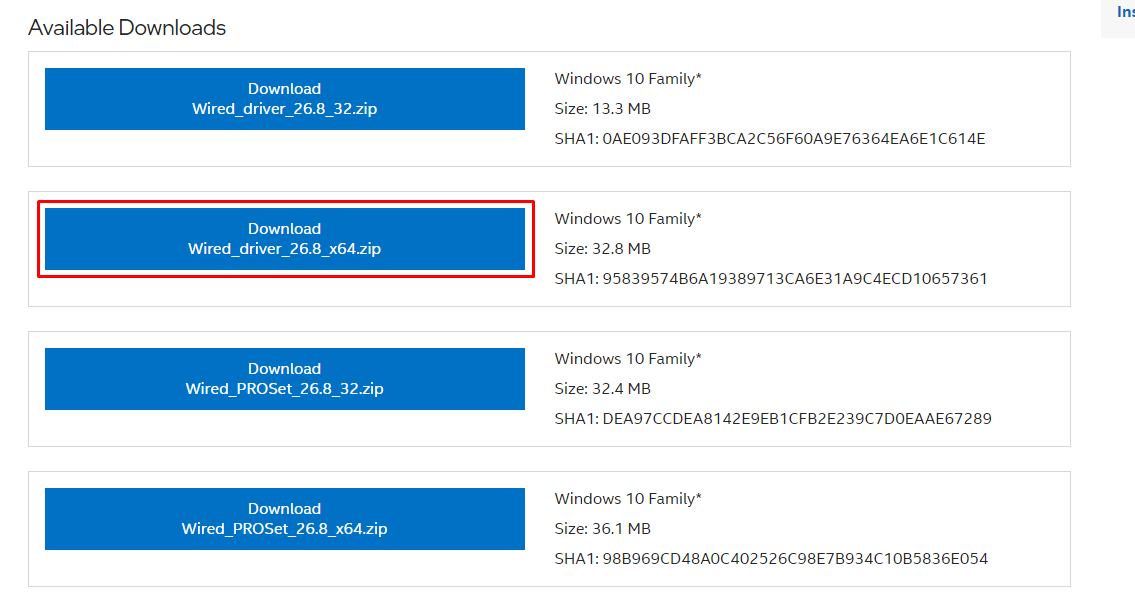 Available Downloads
Ins
Download
Wired_driver_26.8_32.zip
Windows 10 Family*
Size: 13.3 MB
SHA1: 0AE093DFAFF3BCA2C56F60A9E76364EA6E1C614E
Download
Wired_driver_26.8_x64.zip
Windows 10 Family*
Size: 32.8 MB
SHA1: 95839574B6A19389713CA6E31A9C4ECD10657361
Download
Wired_PROSet_26.8_32.zip
Windows 10 Family*
Size: 32.4 MB
SHA1: DEA97CCDEA8142E9EB1CFB2E239C7D0EAAE67289
Download
Wired_PROSet_26.8_x64.zip
Windows 10 Family*
Size: 36.1 MB
SHA1: 98B969CD48A0C402526C98E7B934C10B5836E054